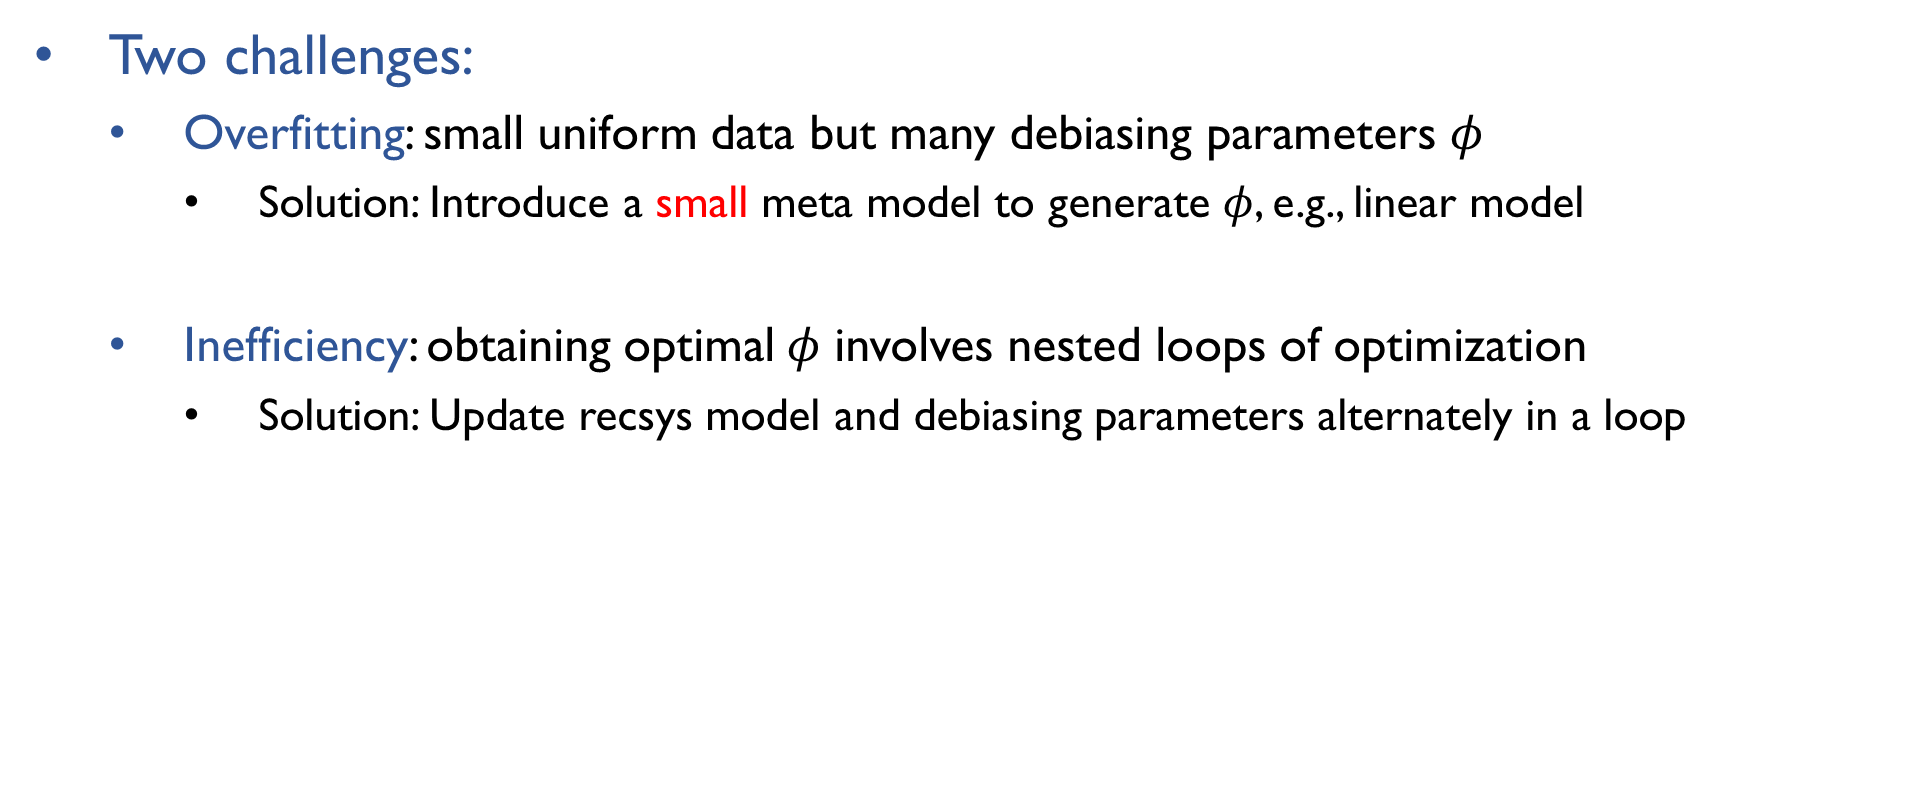 • Two challenges:
• Overfitting: small uniform data but many debiasing parameters ϕ
• Solution: Introduce a small meta model to generate ϕ, e.g., linear model
• Inefficiency: obtaining optimal ϕ involves nested loops of optimization
• Solution: Update recsys model and debiasing parameters alternately in a loop